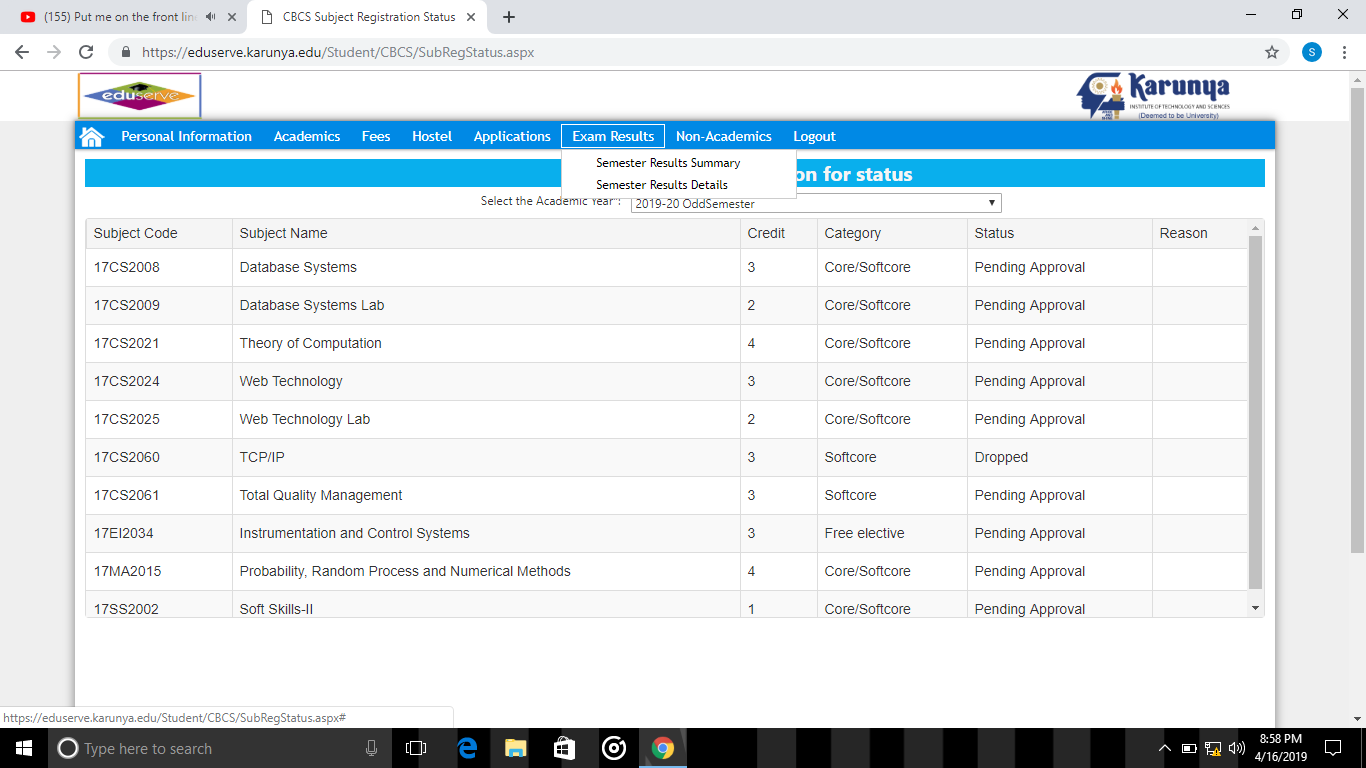 (155) Put me on the front lin
CBCS Subject Registration Status
https://eduserve.karunya.edu/Student/CBCS/SubRegStatus.aspx
S
eduserve
Karunya
INSTITUTE OF TECHNOLOGY AND SCIENCES
(Deemed to be University)
Personal Information Academics Fees Hostel Applications Exam Results Non-Academics Logout
Semester Results Summary
Semester Results Details
on for status
Select the Academic Year*:
2019-20 OddSemester
Subject Code Subject Name Credit Category Status Reason
17CS2008 Database Systems 3 Core/Softcore Pending Approval
17CS2009 Database Systems Lab 2 Core/Softcore Pending Approval
17CS2021 Theory of Computation 4 Core/Softcore Pending Approval
17CS2024 Web Technology 3 Core/Softcore Pending Approval
17CS2025 Web Technology Lab 2 Core/Softcore Pending Approval
17CS2060 TCP/IP 3 Softcore Dropped
17CS2061 Total Quality Management 3 Softcore Pending Approval
17EI2034 Instrumentation and Control Systems 3 Free elective Pending Approval
17MA2015 Probability, Random Process and Numerical Methods 4 Core/Softcore Pending Approval
17SS2002 Soft Skills-II 1 Core/Softcore Pending Approval
https://eduserve.karunya.edu/Student/CBCS/SubRegStatus.aspx#
Type here to search
8:58 PM
4/16/2019